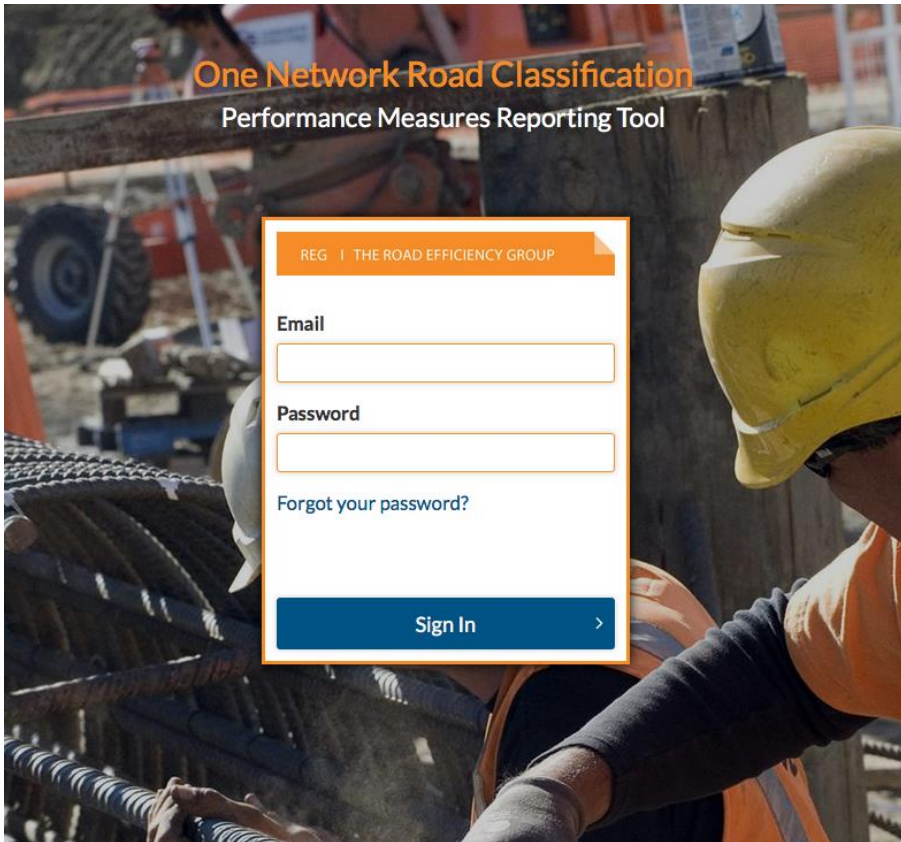 One Network Road Classification
Performance Measures Reporting Tool
REG | THE ROAD EFFICIENCY GROUP
Email
Password
Forgot your password?
Sign In